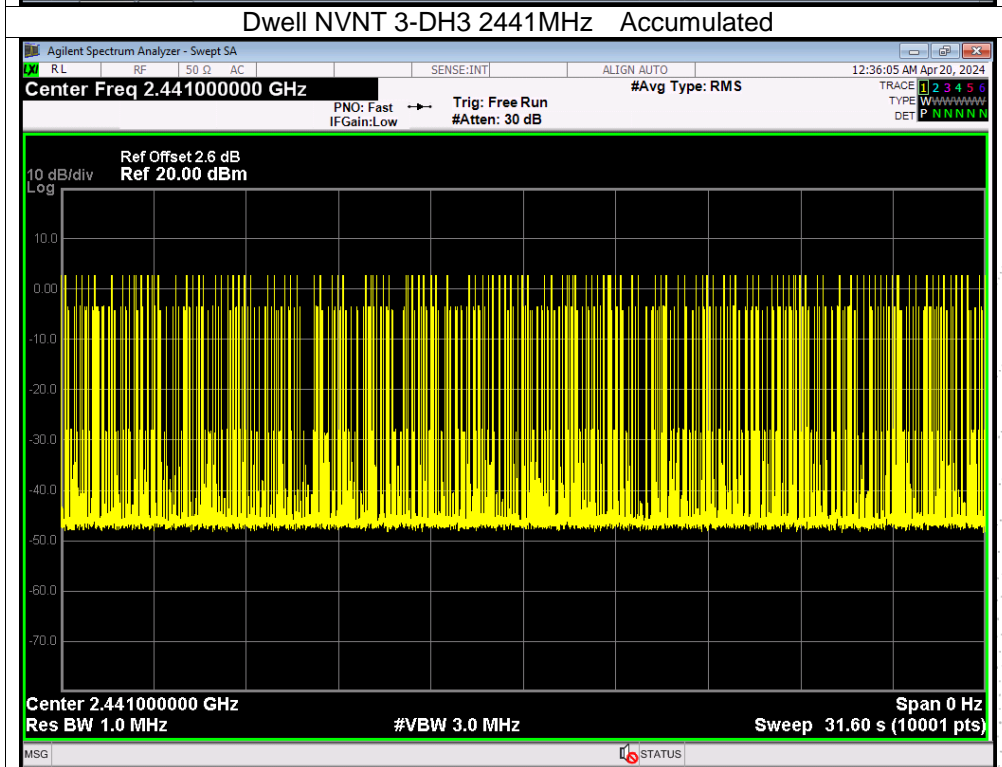 Dwell NVNT 3-DH3 2441MHz Accumulated
Agilent Spectrum Analyzer - Swept SA
LXI RL RF 50 Ω AC SENSE:INT ALIGN AUTO 12:36:05 AM Apr 20, 2024
Center Freq 2.441000000 GHz #Avg Type: RMS TRACE 1 2 3 4 5 6
PNO: Fast Trig: Free Run TYPE WWWWWW
IFGain:Low #Atten: 30 dB DET P N N N N N
Ref Offset 2.6 dB
10 dB/div Ref 20.00 dBm
Log
10.0
0.00
-10.0
-20.0
-30.0
-40.0
-50.0
-60.0
-70.0
Center 2.441000000 GHz Span 0 Hz
Res BW 1.0 MHz #VBW 3.0 MHz Sweep 31.60 s (10001 pts)
MSG STATUS